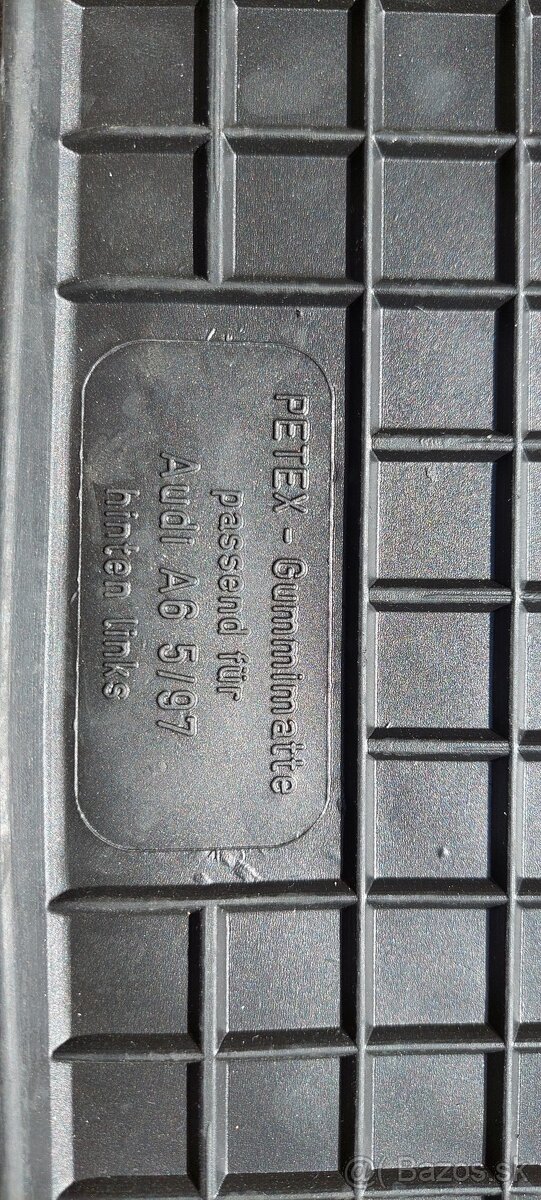 PETEX - Gummimatte
passend für
Audi A6 5/97
hinten links
@ Bazos.sk